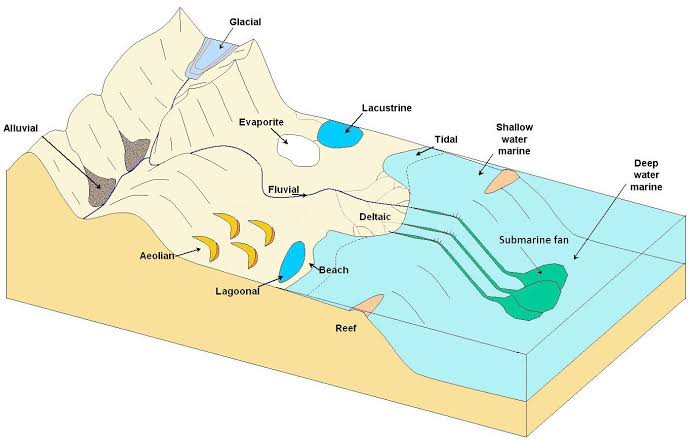 Glacial
Lacustrine
Evaporite
Alluvial
Tidal
Shallow
water
marine
Deep
water
marine
Fluvial
Deltaic
Submarine fan
Aeolian
Beach
Lagoonal
Reef